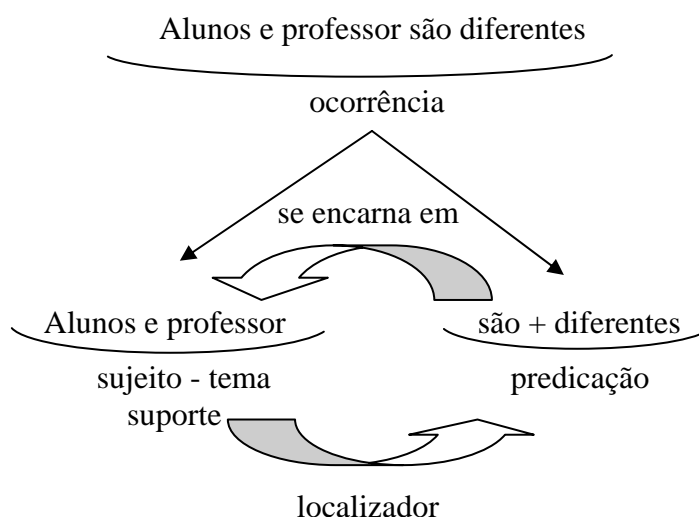 Alunos e professor são diferentes
ocorrência
se encarna em
Alunos e professor
são + diferentes
sujeito - tema
suporte
predicação
localizador